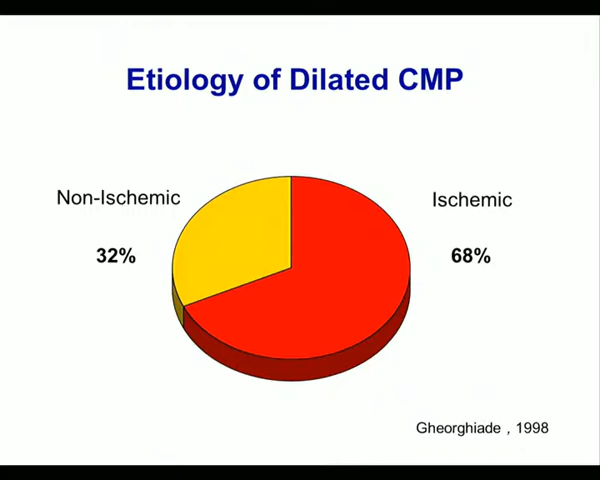 Etiology of Dilated CMP
Non-Ischemic
32%
Ischemic
68%
Gheorghiade , 1998